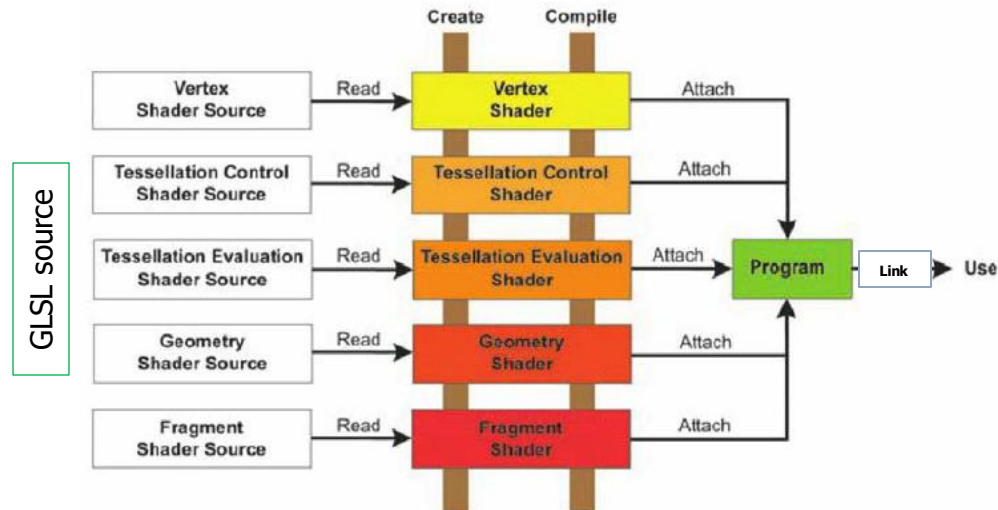 Create
Compile
Vertex
Shader Source
Read
Vertex
Shader
Attach
GLSL source
Tessellation Control
Shader Source
Read
Tessellation Control
Shader
Attach
Tessellation Evaluation
Shader Source
Read
Tessellation Evaluation
Shader
Attach
Program
Link
Use
Geometry
Shader Source
Read
Geometry
Shader
Attach
Fragment
Shader Source
Read
Fragment
Shader
Attach